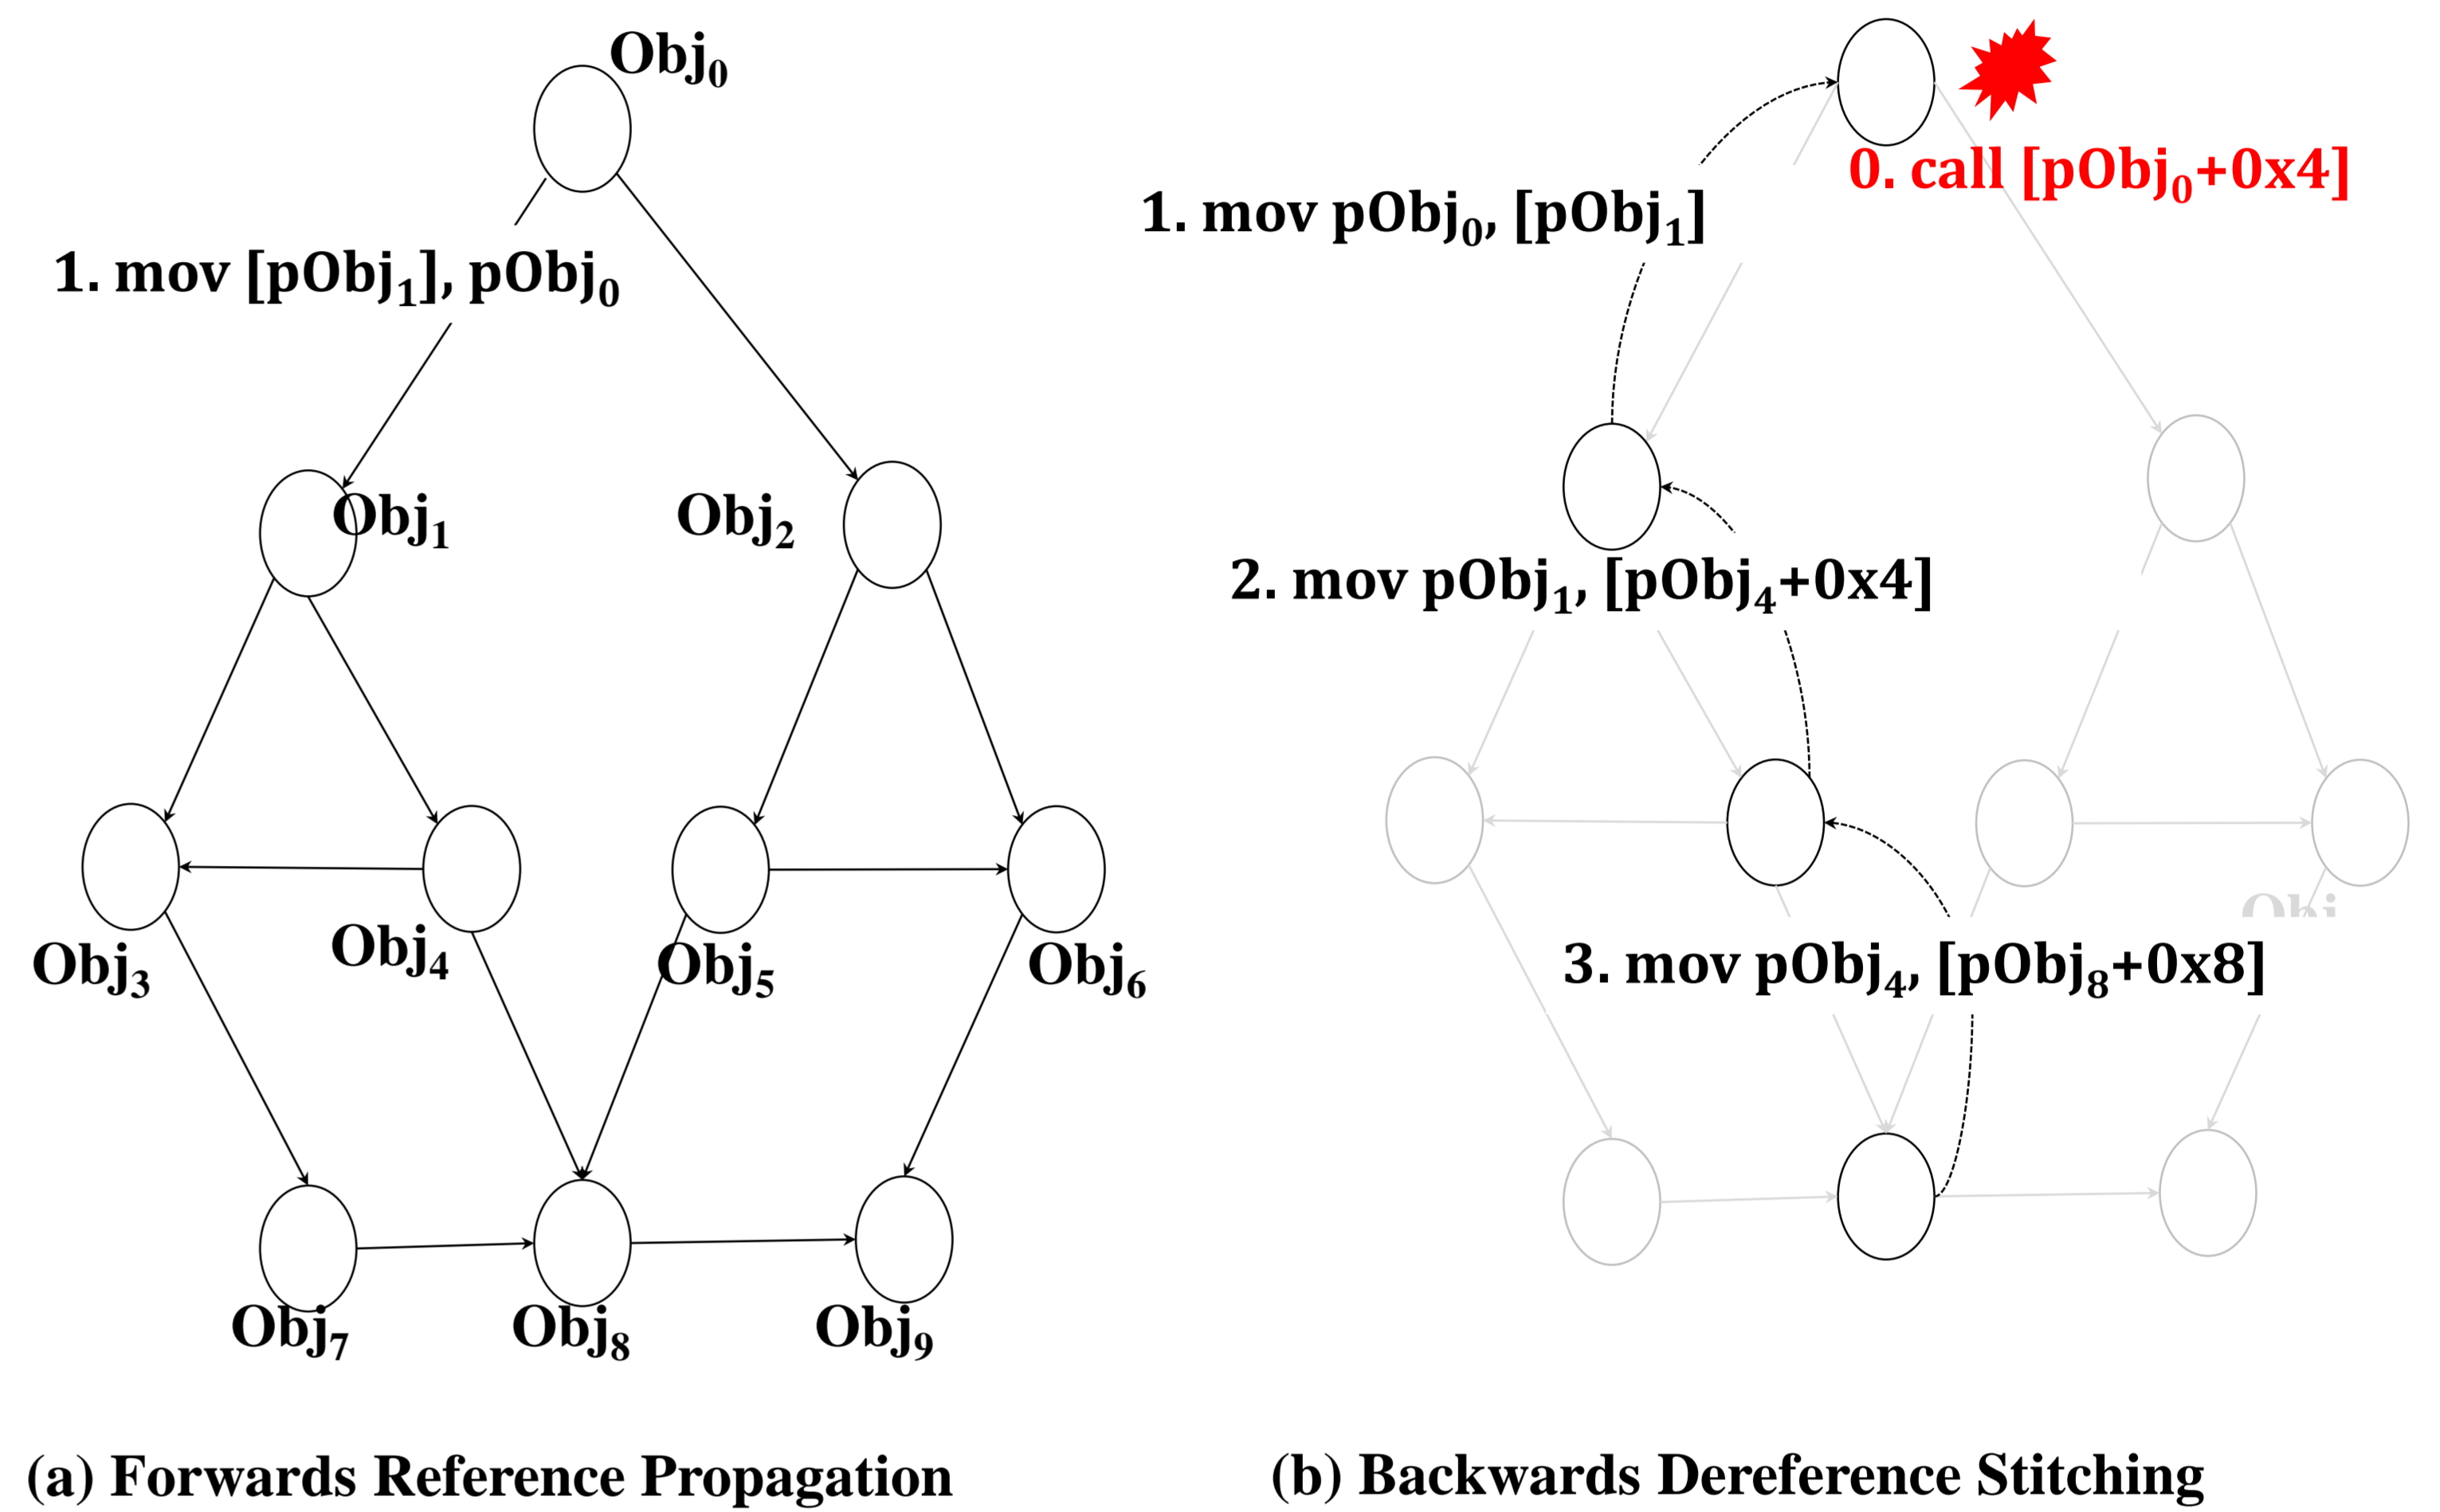 Obj₀
1. mov [pObj₁], pObj₀
Obj₁
Obj₂
Obj₃
Obj₄
Obj₅
Obj₆
Obj₇
Obj₈
Obj₉
(a) Forwards Reference Propagation
0. call [pObj₀+0x4]
1. mov pObj₀, [pObj₁]
2. mov pObj₁, [pObj₄+0x4]
3. mov pObj₄, [pObj₈+0x8]
(b) Backwards Dereference Stitching